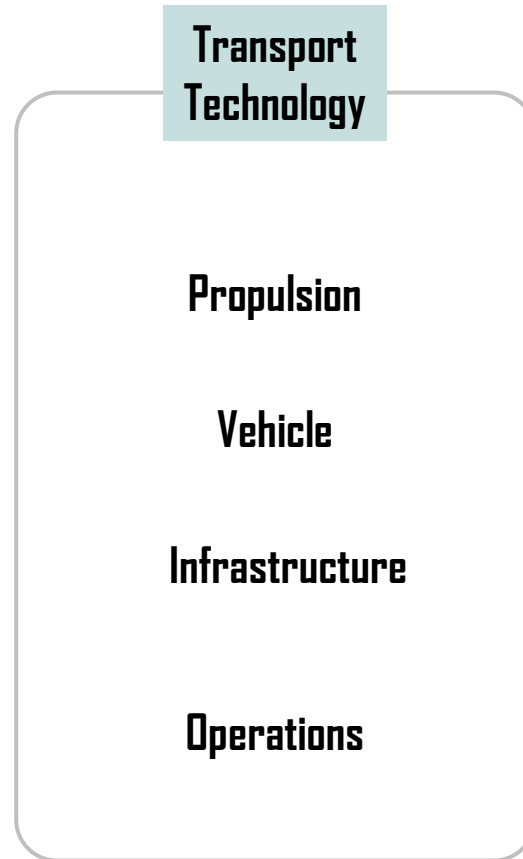 Transport
Technology
Propulsion
Vehicle
Infrastructure
Operations